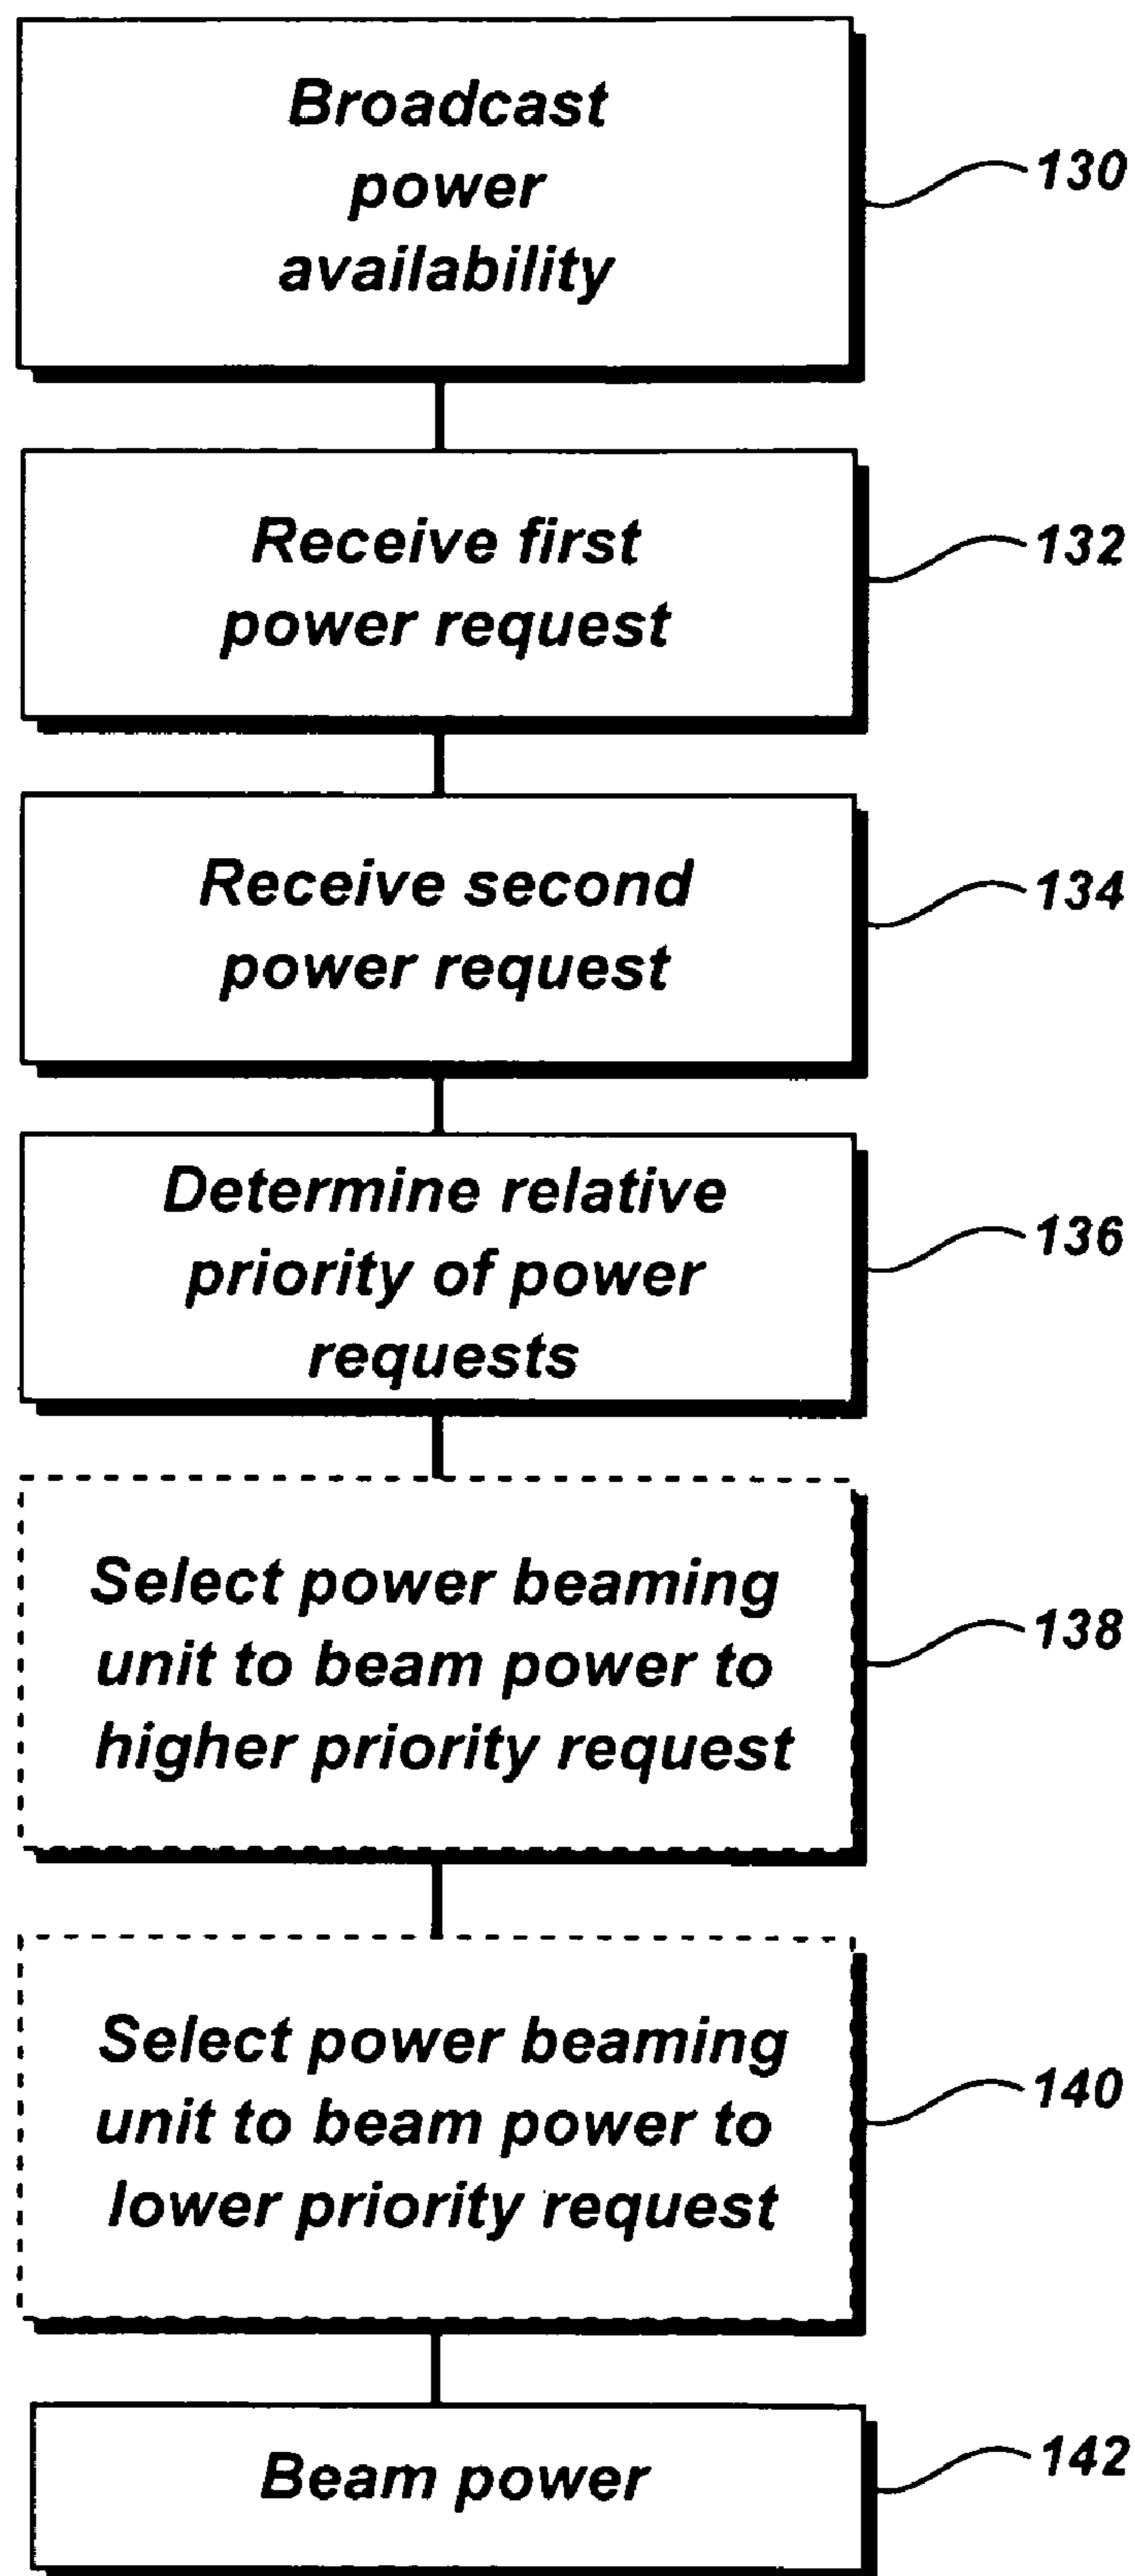 Broadcast
power
availability
130
Receive first
power request
132
Receive second
power request
134
Determine relative
priority of power
requests
136
Select power beaming
unit to beam power to
higher priority request
138
Select power beaming
unit to beam power to
lower priority request
140
Beam power
142